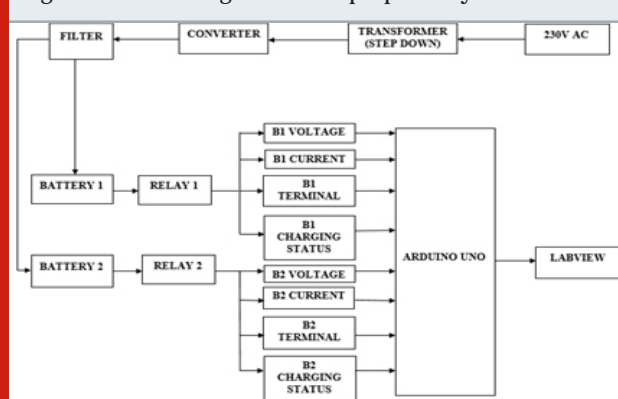 FILTER
CONVERTER
TRANSFORMER
(STEP DOWN)
230V AC
B1 VOLTAGE
B1 CURRENT
BATTERY 1
RELAY 1
B1
TERMINAL
B1
CHARGING
STATUS
ARDUINO UNO
LABVIEW
BATTERY 2
RELAY 2
B2 VOLTAGE
B2 CURRENT
B2
TERMINAL
B2
CHARGING
STATUS